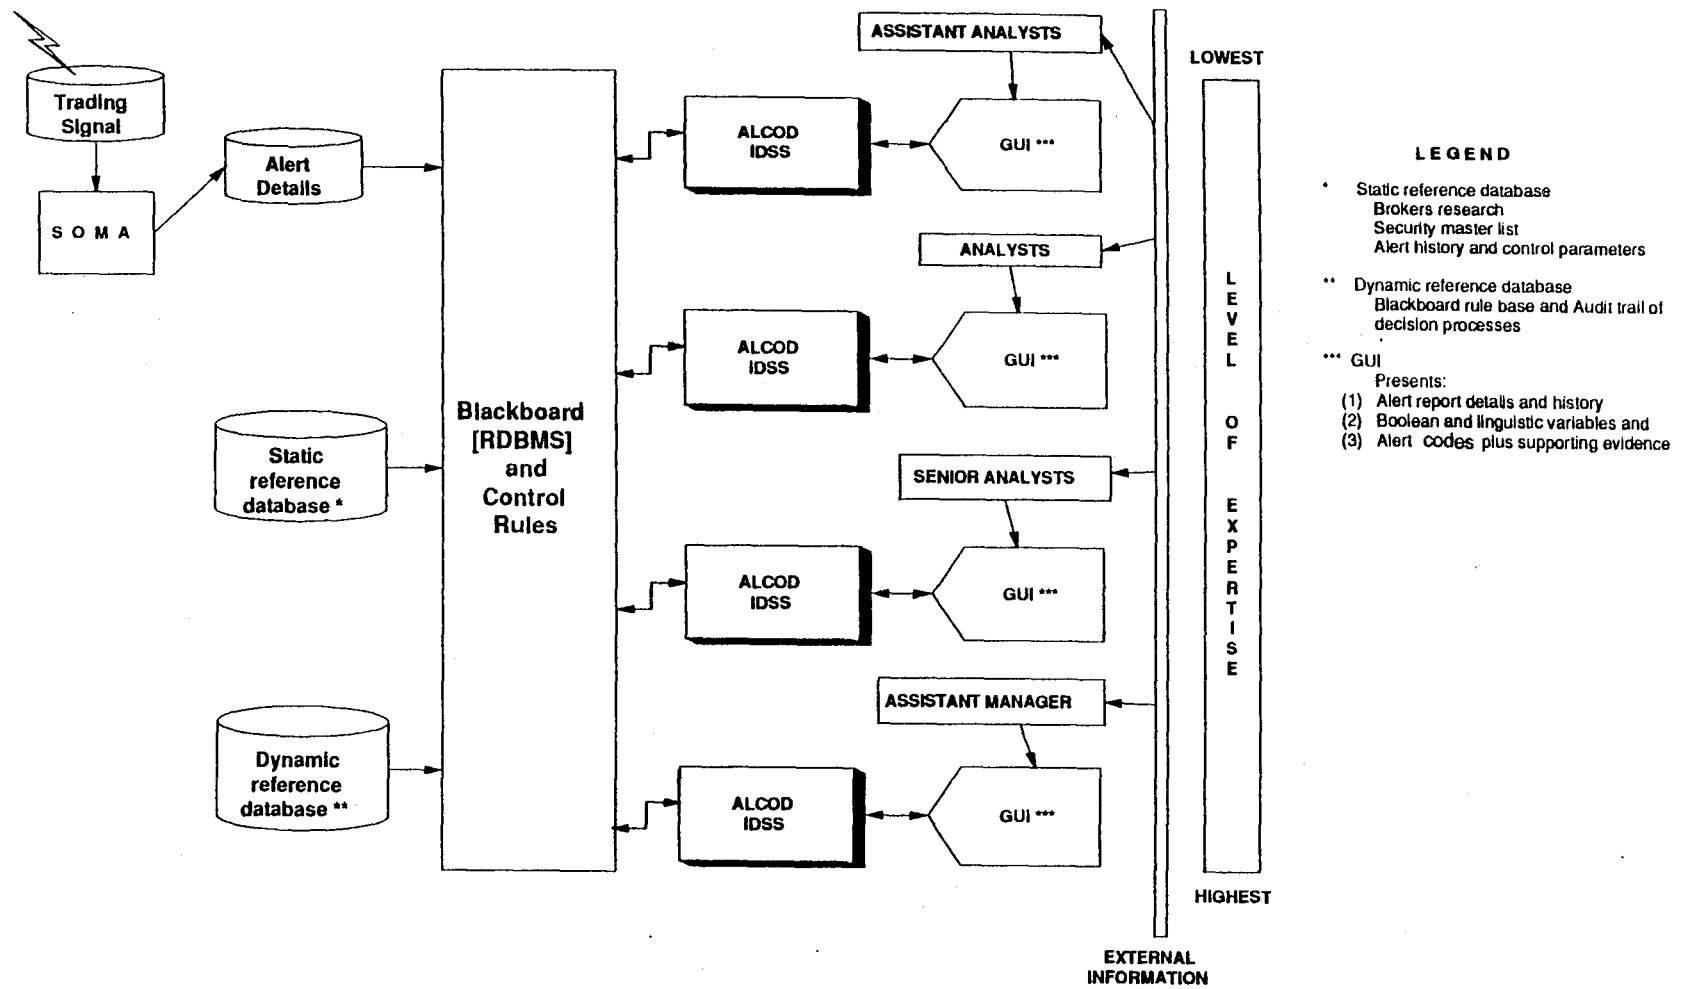 Trading
Signal
S O M A
Alert
Details
Static
reference
database *
Dynamic
reference
database **
Blackboard
[RDBMS]
and
Control
Rules
ASSISTANT ANALYSTS
ALCOD
IDSS
GUI ***
ANALYSTS
ALCOD
IDSS
GUI ***
SENIOR ANALYSTS
ALCOD
IDSS
GUI ***
ASSISTANT MANAGER
ALCOD
IDSS
GUI ***
EXTERNAL
INFORMATION
LOWEST
LEVEL OF EXPERTISE
HIGHEST
LEGEND
* Static reference database
Brokers research
Security master list
Alert history and control parameters
** Dynamic reference database
Blackboard rule base and Audit trail of
decision processes
*** GUI
Presents:
(1) Alert report details and history
(2) Boolean and linguistic variables and
(3) Alert codes plus supporting evidence